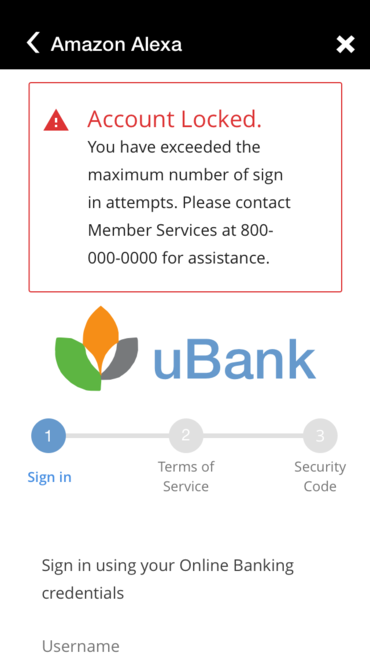 Amazon Alexa
Account Locked.
You have exceeded the
maximum number of sign
in attempts. Please contact
Member Services at 800-
000-0000 for assistance.
uBank
1
2
3
Sign in
Terms of
Service
Security
Code
Sign in using your Online Banking
credentials
Username